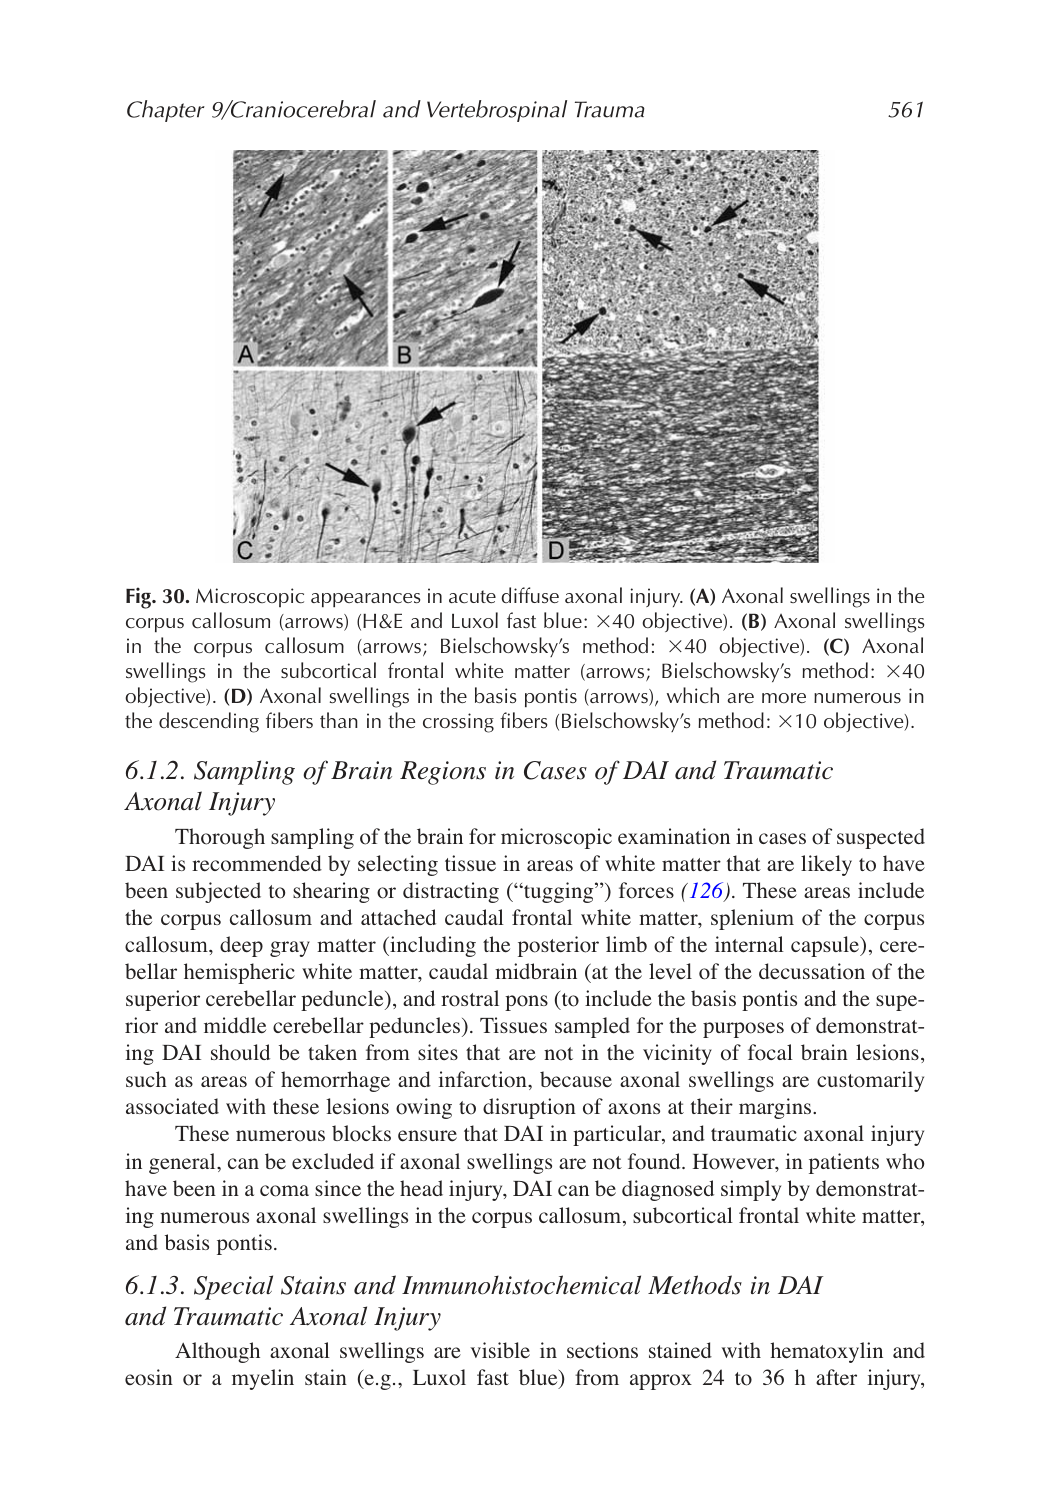 Chapter 9/Craniocerebral and Vertebrospinal Trauma 561
A
B
C
D
Fig. 30. Microscopic appearances in acute diffuse axonal injury. (A) Axonal swellings in the
corpus callosum (arrows) (H&E and Luxol fast blue: ×40 objective). (B) Axonal swellings
in the corpus callosum (arrows; Bielschowsky's method: ×40 objective). (C) Axonal
swellings in the subcortical frontal white matter (arrows; Bielschowsky's method: ×40
objective). (D) Axonal swellings in the basis pontis (arrows), which are more numerous in
the descending fibers than in the crossing fibers (Bielschowsky's method: ×10 objective).
6.1.2. Sampling of Brain Regions in Cases of DAI and Traumatic
Axonal Injury
Thorough sampling of the brain for microscopic examination in cases of suspected
DAI is recommended by selecting tissue in areas of white matter that are likely to have
been subjected to shearing or distracting (“tugging”) forces (126). These areas include
the corpus callosum and attached caudal frontal white matter, splenium of the corpus
callosum, deep gray matter (including the posterior limb of the internal capsule), cere-
bellar hemispheric white matter, caudal midbrain (at the level of the decussation of the
superior cerebellar peduncle), and rostral pons (to include the basis pontis and the supe-
rior and middle cerebellar peduncles). Tissues sampled for the purposes of demonstrat-
ing DAI should be taken from sites that are not in the vicinity of focal brain lesions,
such as areas of hemorrhage and infarction, because axonal swellings are customarily
associated with these lesions owing to disruption of axons at their margins.
These numerous blocks ensure that DAI in particular, and traumatic axonal injury
in general, can be excluded if axonal swellings are not found. However, in patients who
have been in a coma since the head injury, DAI can be diagnosed simply by demonstrat-
ing numerous axonal swellings in the corpus callosum, subcortical frontal white matter,
and basis pontis.
6.1.3. Special Stains and Immunohistochemical Methods in DAI
and Traumatic Axonal Injury
Although axonal swellings are visible in sections stained with hematoxylin and
eosin or a myelin stain (e.g., Luxol fast blue) from approx 24 to 36 h after injury,